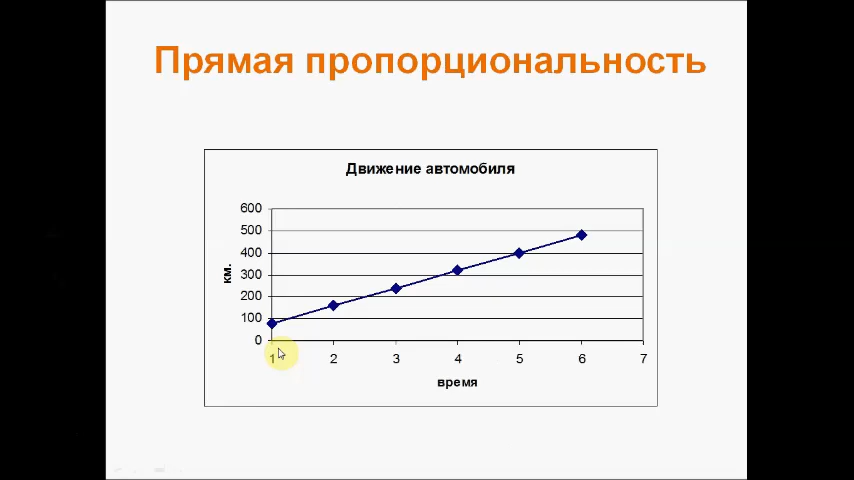 Прямая пропорциональность
Движение автомобиля
600
500
400
300
200
100
0
км.
1 2 3 4 5 6 7
время